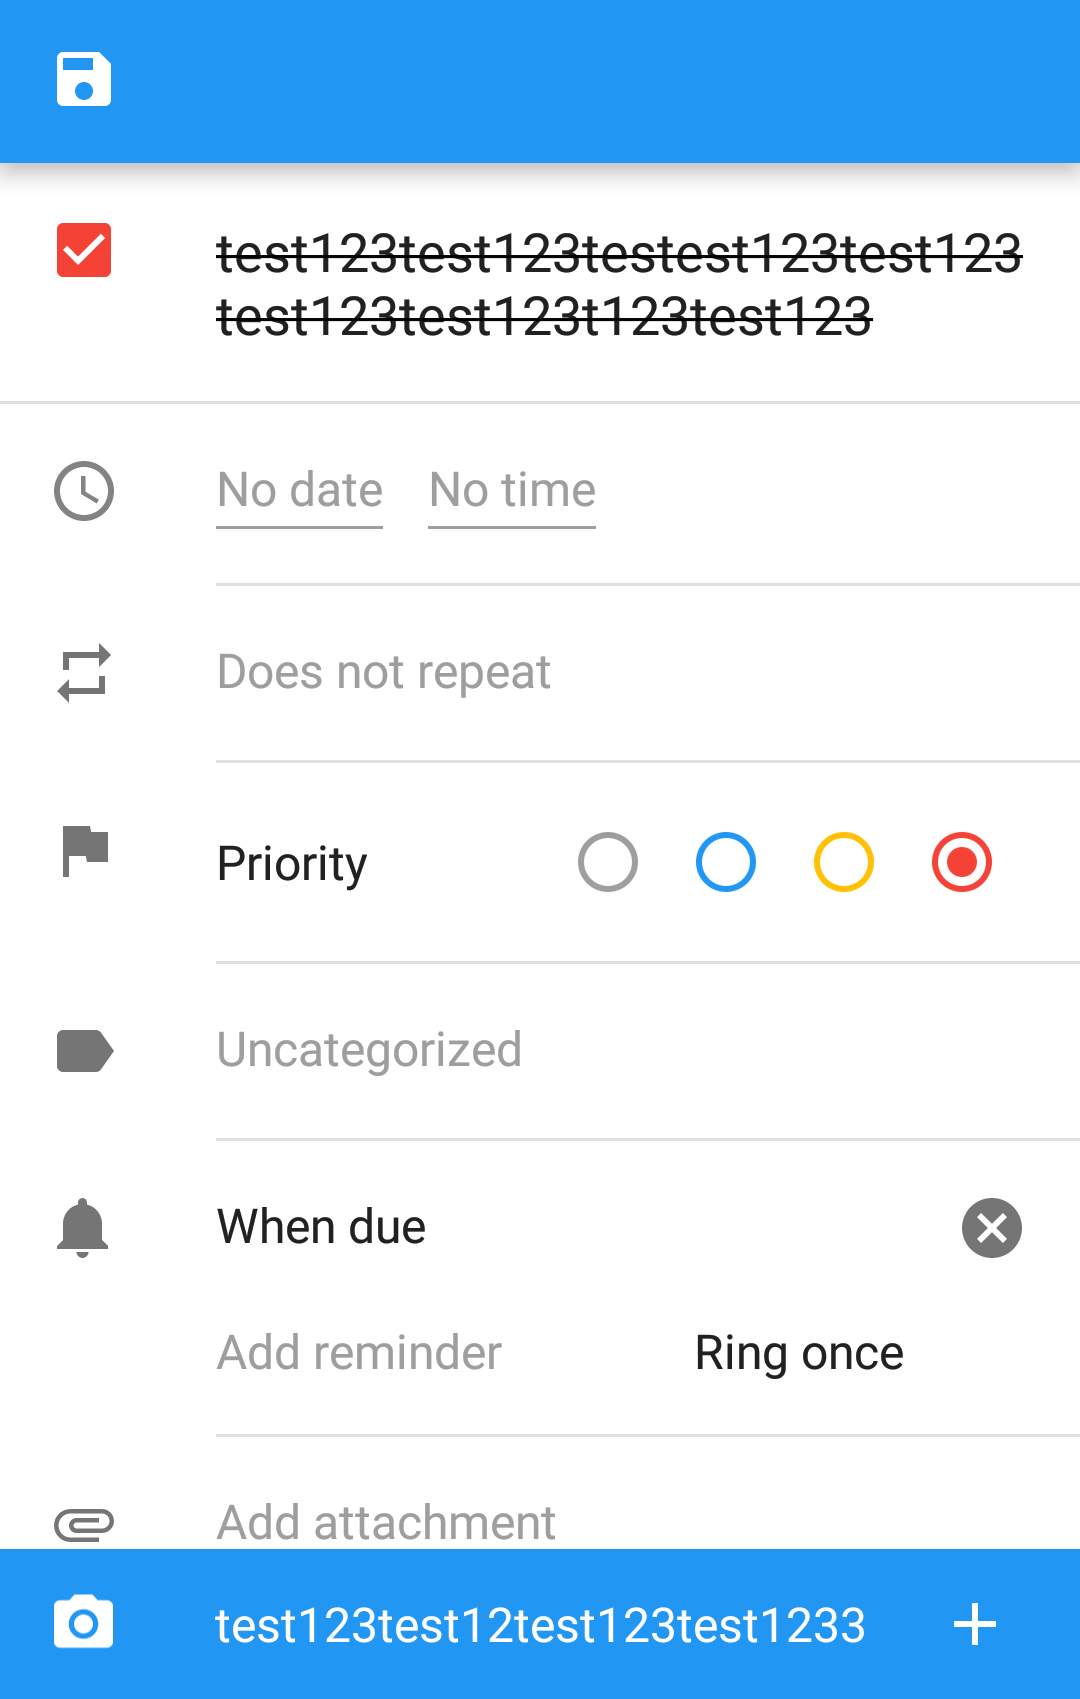 test123test123testest123test123
test123test123t123test123
No date No time
Does not repeat
Priority
Uncategorized
When due
Add reminder Ring once
Add attachment
test123test12test123test1233